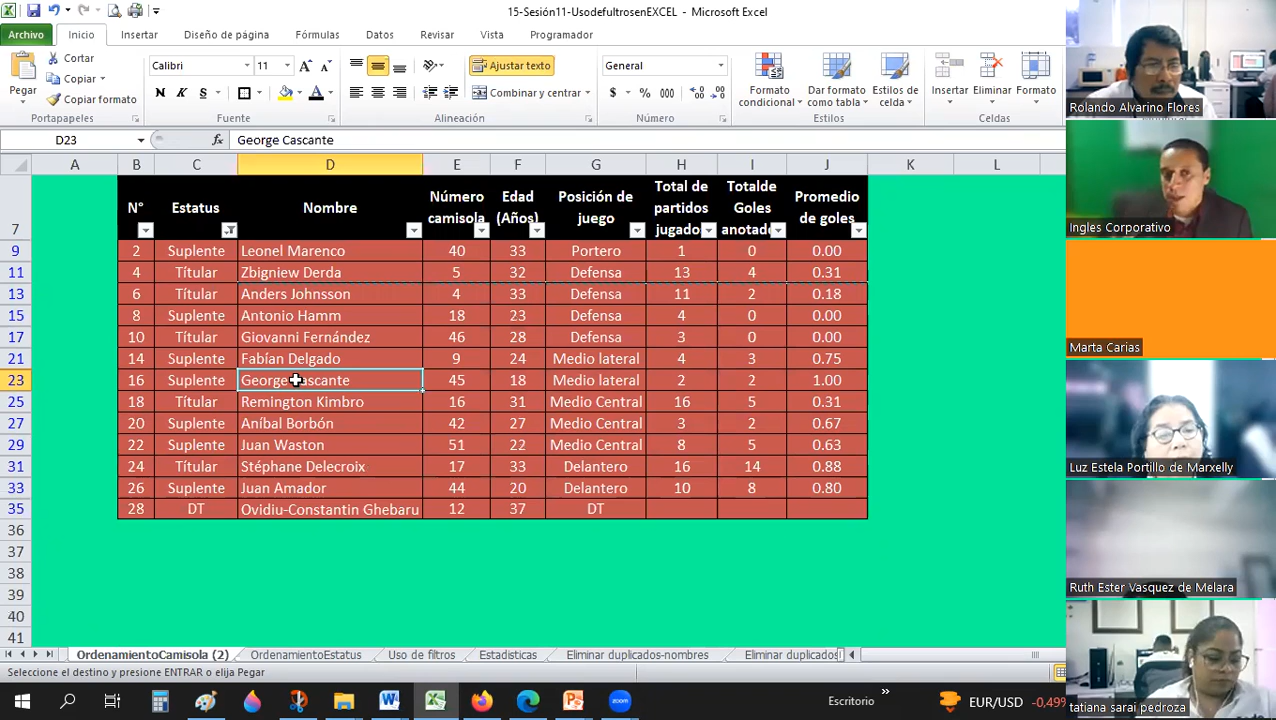 15-Sesión11-UsodefultrosenEXCEL - Microsoft Excel
Archivo Inicio Insertar Diseño de página Fórmulas Datos Revisar Vista Programador
Pegar
Cortar
Copiar
Copiar formato
Portapapeles
Calibri 11
N K S
Fuente
Ajustar texto
Combinar y centrar
Alineación
General
$ % 000
Número
Formato condicional
Dar formato como tabla
Estilos de celda
Estilos
Insertar Eliminar Formato
Celdas
D23 George Cascante
A B C D E F G H I J K L
7 N° Estatus Nombre Número camisola Edad (Años) Posición de juego Total de partidos jugados Totalde Goles Promedio de goles
9 2 Suplente Leonel Marenco 40 33 Portero 1 0 0.00
11 4 Títular Zbigniew Derda 5 32 Defensa 13 4 0.31
13 6 Títular Anders Johnsson 4 33 Defensa 11 2 0.18
15 8 Suplente Antonio Hamm 18 23 Defensa 4 0 0.00
17 10 Títular Giovanni Fernández 46 28 Defensa 3 0 0.00
21 14 Suplente Fabían Delgado 9 24 Medio lateral 4 3 0.75
23 16 Suplente George Cascante 45 18 Medio lateral 2 2 1.00
25 18 Títular Remington Kimbro 16 31 Medio Central 16 5 0.31
27 20 Suplente Aníbal Borbón 42 27 Medio Central 3 2 0.67
29 22 Suplente Juan Waston 51 22 Medio Central 8 5 0.63
31 24 Títular Stéphane Delecroix 17 33 Delantero 16 14 0.88
33 26 Suplente Juan Amador 44 20 Delantero 10 8 0.80
35 28 DT Ovidiu-Constantin Ghebaru 12 37 DT
36
37
38
39
40
41
OrdenamientoCamisola (2) OrdenamientoEstatus Uso de filtros Estadisticas Eliminar duplicados-nombres Eliminar duplicados
Seleccione el destino y presione ENTRAR o elija Pegar
Escritorio » EUR/USD -0,499
zoom
Rolando Alvarino Flores
Ingles Corporativo
Marta Carias
Luz Estela Portillo de Marxelly
Ruth Ester Vasquez de Melara
tatiana sarai pedroza